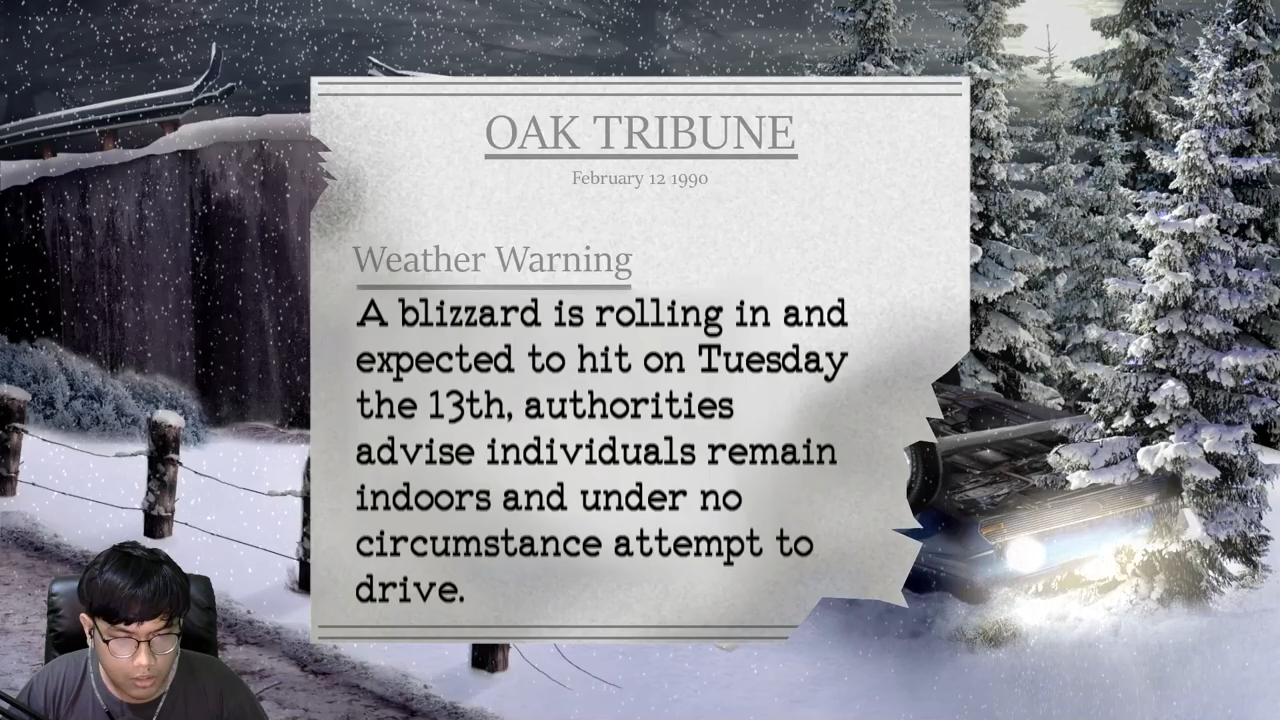 OAK TRIBUNE
February 12 1990
Weather Warning
A blizzard is rolling in and
expected to hit on Tuesday
the 13th, authorities
advise individuals remain
indoors and under no
circumstance attempt to
drive.